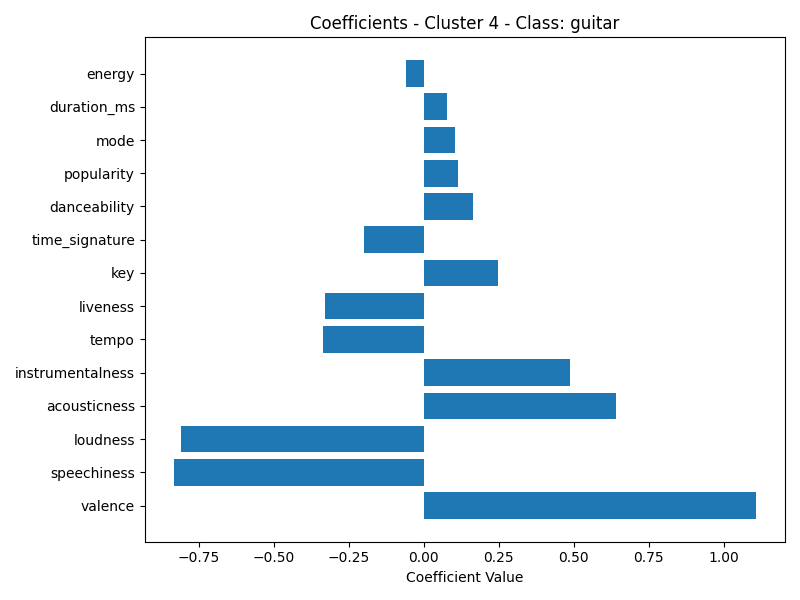 Coefficients - Cluster 4 - Class: guitar
energy
duration_ms
mode
popularity
danceability
time_signature
key
liveness
tempo
instrumentalness
acousticness
loudness
speechiness
valence
−0.75 −0.50 −0.25 0.00 0.25 0.50 0.75 1.00
Coefficient Value